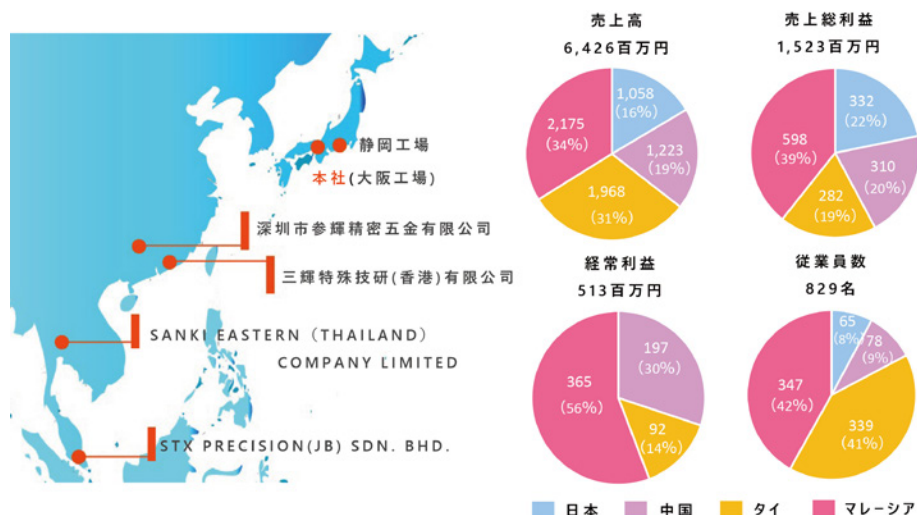 静岡工場
本社(大阪工場)
深圳市参輝精密五金有限公司
三輝特殊技研(香港)有限公司
SANKI EASTERN（THAILAND）
COMPANY LIMITED
STX PRECISION(JB) SDN. BHD.
売上高
6,426百万円
1,058
(16%)
1,223
(19%)
1,968
(31%)
2,175
(34%)
売上総利益
1,523百万円
332
(22%)
310
(20%)
282
(19%)
598
(39%)
経常利益
513百万円
197
(30%)
92
(14%)
365
(56%)
従業員数
829名
65
(8%)
78
(9%)
339
(41%)
347
(42%)
日本 中国 タイ マレーシア